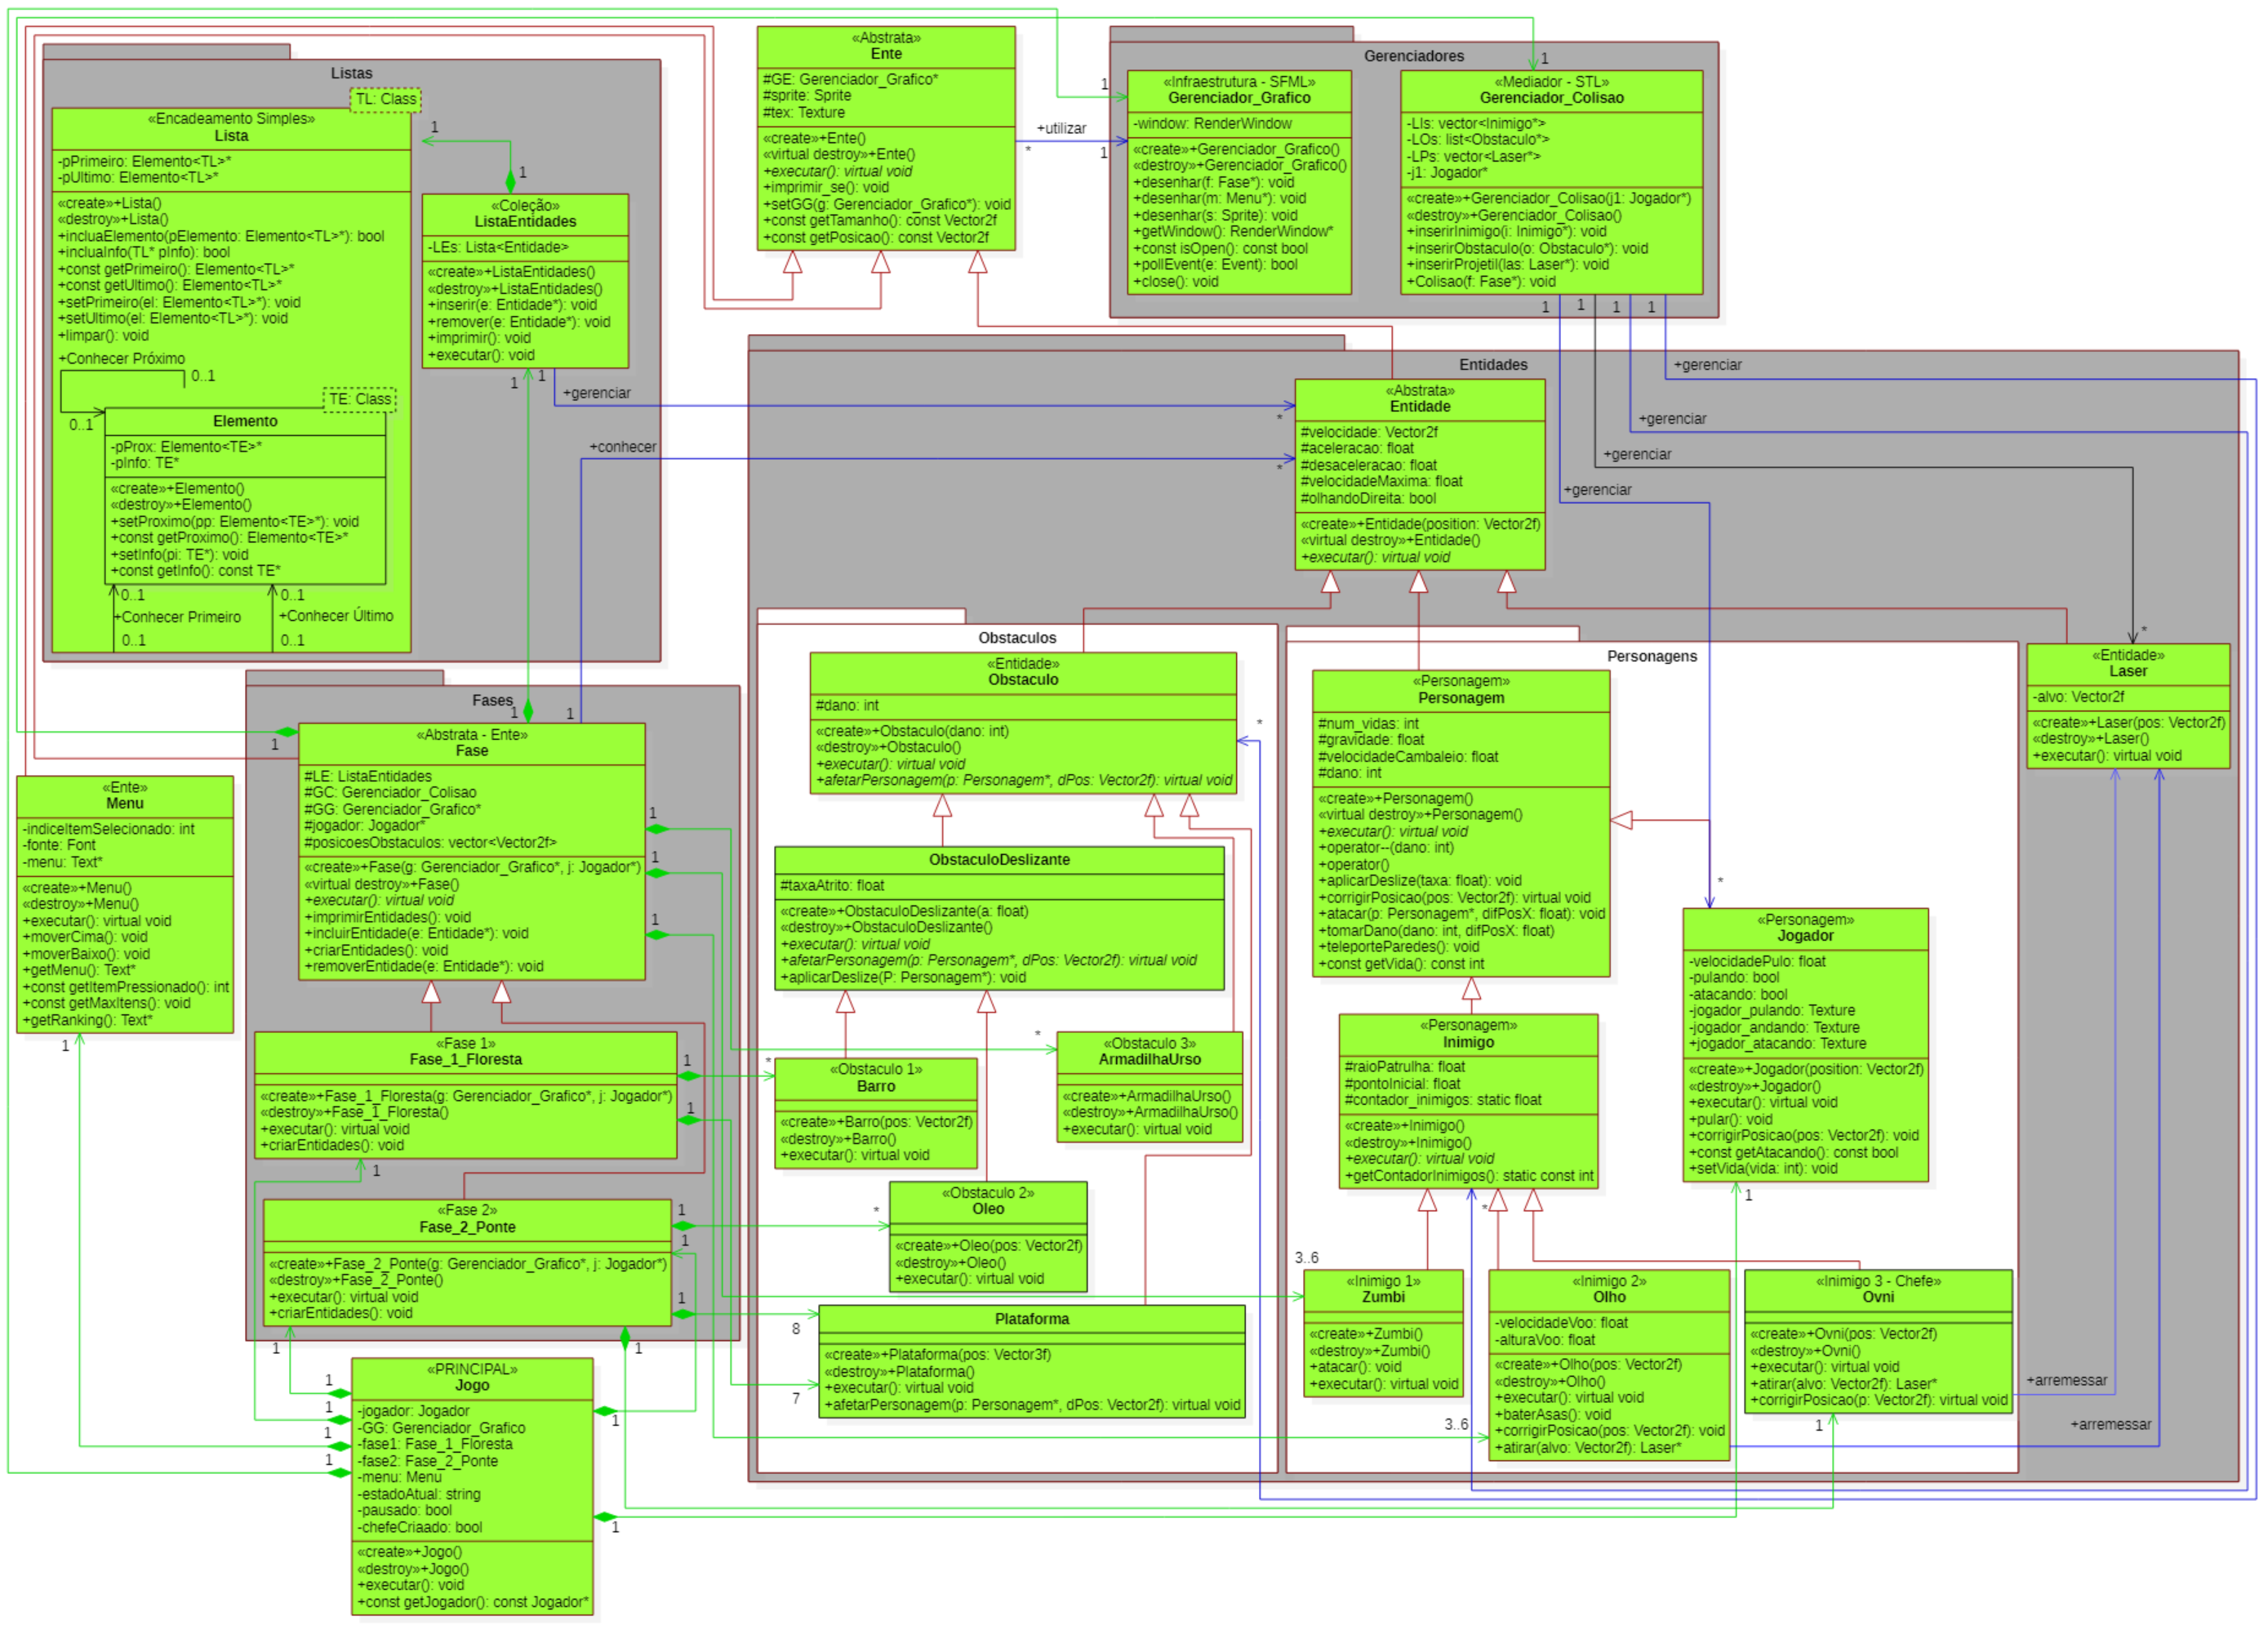 Listas
TL: Class
«Encadeamento Simples»
Lista
-pPrimeiro: Elemento<TL>*
-pUltimo: Elemento<TL>*
«create»+Lista()
«destroy»+Lista()
+incluaElemento(pElemento: Elemento<TL>*): bool
+incluaInfo(TL* pInfo): bool
+const getPrimeiro(): Elemento<TL>*
+const getUltimo(): Elemento<TL>*
+setPrimeiro(el: Elemento<TL>*): void
+setUltimo(el: Elemento<TL>*): void
+limpar(): void
+Conhecer Próximo
0..1
0..1
TE: Class
Elemento
-pProx: Elemento<TE>*
-pInfo: TE*
«create»+Elemento()
«destroy»+Elemento()
+setProximo(pp: Elemento<TE>*): void
+const getProximo(): Elemento<TE>*
+setInfo(pi: TE*): void
+const getInfo(): const TE*
0..1
0..1
+Conhecer Primeiro
+Conhecer Último
0..1
0..1
1
1
«Coleção»
ListaEntidades
-LEs: Lista<Entidade>
«create»+ListaEntidades()
«destroy»+ListaEntidades()
+inserir(e: Entidade*): void
+remover(e: Entidade*): void
+imprimir(): void
+executar(): void
1
1
+gerenciar
*
+conhecer
*
«Abstrata»
Ente
#GE: Gerenciador_Grafico*
#sprite: Sprite
#tex: Texture
«create»+Ente()
«virtual destroy»+Ente()
+executar(): virtual void
+imprimir_se(): void
+setGG(g: Gerenciador_Grafico*): void
+const getTamanho(): const Vector2f
+const getPosicao(): const Vector2f
+utilizar
*
1
1
Gerenciadores
«Infraestrutura - SFML»
Gerenciador_Grafico
-window: RenderWindow
«create»+Gerenciador_Grafico()
«destroy»+Gerenciador_Grafico()
+desenhar(f: Fase*): void
+desenhar(m: Menu*): void
+desenhar(s: Sprite): void
+getWindow(): RenderWindow*
+const isOpen(): const bool
+pollEvent(e: Event): bool
+close(): void
1
«Mediador - STL»
Gerenciador_Colisao
-LIs: vector<Inimigo*>
-LOs: list<Obstaculo*>
-LPs: vector<Laser*>
-j1: Jogador*
«create»+Gerenciador_Colisao(j1: Jogador*)
«destroy»+Gerenciador_Colisao()
+inserirInimigo(i: Inimigo*): void
+inserirObstaculo(o: Obstaculo*): void
+inserirProjetil(las: Laser*): void
+Colisao(f: Fase*): void
1
1
1
1
+gerenciar
+gerenciar
+gerenciar
+gerenciar
Entidades
«Abstrata»
Entidade
#velocidade: Vector2f
#aceleracao: float
#desaceleracao: float
#velocidadeMaxima: float
#olhandoDireita: bool
«create»+Entidade(position: Vector2f)
«virtual destroy»+Entidade()
+executar(): virtual void
Obstaculos
«Entidade»
Obstaculo
#dano: int
«create»+Obstaculo(dano: int)
«destroy»+Obstaculo()
+executar(): virtual void
+afetarPersonagem(p: Personagem*, dPos: Vector2f): virtual void
*
ObstaculoDeslizante
#taxaAtrito: float
«create»+ObstaculoDeslizante(a: float)
«destroy»+ObstaculoDeslizante()
+executar(): virtual void
+afetarPersonagem(p: Personagem*, dPos: Vector2f): virtual void
+aplicarDeslize(P: Personagem*): void
*
«Obstaculo 1»
Barro
«create»+Barro(pos: Vector2f)
«destroy»+Barro()
+executar(): virtual void
*
«Obstaculo 3»
ArmadilhaUrso
«create»+ArmadilhaUrso()
«destroy»+ArmadilhaUrso()
+executar(): virtual void
*
«Obstaculo 2»
Oleo
«create»+Oleo(pos: Vector2f)
«destroy»+Oleo()
+executar(): virtual void
8
7
Plataforma
«create»+Plataforma(pos: Vector3f)
«destroy»+Plataforma()
+executar(): virtual void
+afetarPersonagem(p: Personagem*, dPos: Vector2f): virtual void
Personagens
«Personagem»
Personagem
#num_vidas: int
#gravidade: float
#velocidadeCambaleio: float
#dano: int
«create»+Personagem()
«virtual destroy»+Personagem()
+executar(): virtual void
+operator--(dano: int)
+operator()
+aplicarDeslize(taxa: float): void
+corrigirPosicao(pos: Vector2f): virtual void
+atacar(p: Personagem*, difPosX: float): void
+tomarDano(dano: int, difPosX: float)
+teleporteParedes(): void
+const getVida(): const int
«Personagem»
Inimigo
#raioPatrulha: float
#pontoInicial: float
#contador_inimigos: static float
«create»+Inimigo()
«destroy»+Inimigo()
+executar(): virtual void
+getContadorInimigos(): static const int
*
*
«Personagem»
Jogador
-velocidadePulo: float
-pulando: bool
-atacando: bool
-jogador_pulando: Texture
-jogador_andando: Texture
+jogador_atacando: Texture
«create»+Jogador(position: Vector2f)
«destroy»+Jogador()
+executar(): virtual void
+pular(): void
+corrigirPosicao(pos: Vector2f): void
+const getAtacando(): const bool
+setVida(vida: int): void
1
*
«Entidade»
Laser
-alvo: Vector2f
«create»+Laser(pos: Vector2f)
«destroy»+Laser()
+executar(): virtual void
3..6
«Inimigo 1»
Zumbi
«create»+Zumbi()
«destroy»+Zumbi()
+atacar(): void
+executar(): virtual void
3..6
«Inimigo 2»
Olho
-velocidadeVoo: float
-alturaVoo: float
«create»+Olho(pos: Vector2f)
«destroy»+Olho()
+executar(): virtual void
+baterAsas(): void
+corrigirPosicao(pos: Vector2f): void
+atirar(alvo: Vector2f): Laser*
«Inimigo 3 - Chefe»
Ovni
«create»+Ovni(pos: Vector2f)
«destroy»+Ovni()
+executar(): virtual void
+atirar(alvo: Vector2f): Laser*
+corrigirPosicao(p: Vector2f): virtual void
1
+arremessar
+arremessar
Fases
1
1
1
«Abstrata - Ente»
Fase
#LE: ListaEntidades
#GC: Gerenciador_Colisao
#GG: Gerenciador_Grafico*
#jogador: Jogador*
#posicoesObstaculos: vector<Vector2f>
«create»+Fase(g: Gerenciador_Grafico*, j: Jogador*)
«virtual destroy»+Fase()
+executar(): virtual void
+imprimirEntidades(): void
+incluirEntidade(e: Entidade*): void
+criarEntidades(): void
+removerEntidade(e: Entidade*): void
1
1
1
«Fase 1»
Fase_1_Floresta
«create»+Fase_1_Floresta(g: Gerenciador_Grafico*, j: Jogador*)
«destroy»+Fase_1_Floresta()
+executar(): virtual void
+criarEntidades(): void
1
1
1
«Fase 2»
Fase_2_Ponte
«create»+Fase_2_Ponte(g: Gerenciador_Grafico*, j: Jogador*)
«destroy»+Fase_2_Ponte()
+executar(): virtual void
+criarEntidades(): void
1
1
1
1
1
«Ente»
Menu
-indiceItemSelecionado: int
-fonte: Font
-menu: Text*
«create»+Menu()
«destroy»+Menu()
+executar(): virtual void
+moverCima(): void
+moverBaixo(): void
+getMenu(): Text*
+const getItemPressionado(): int
+const getMaxItens(): void
+getRanking(): Text*
1
«PRINCIPAL»
Jogo
-jogador: Jogador
-GG: Gerenciador_Grafico
-fase1: Fase_1_Floresta
-fase2: Fase_2_Ponte
-menu: Menu
-estadoAtual: string
-pausado: bool
-chefeCriaado: bool
«create»+Jogo()
«destroy»+Jogo()
+executar(): void
+const getJogador(): const Jogador*
1
1
1
1
1
1